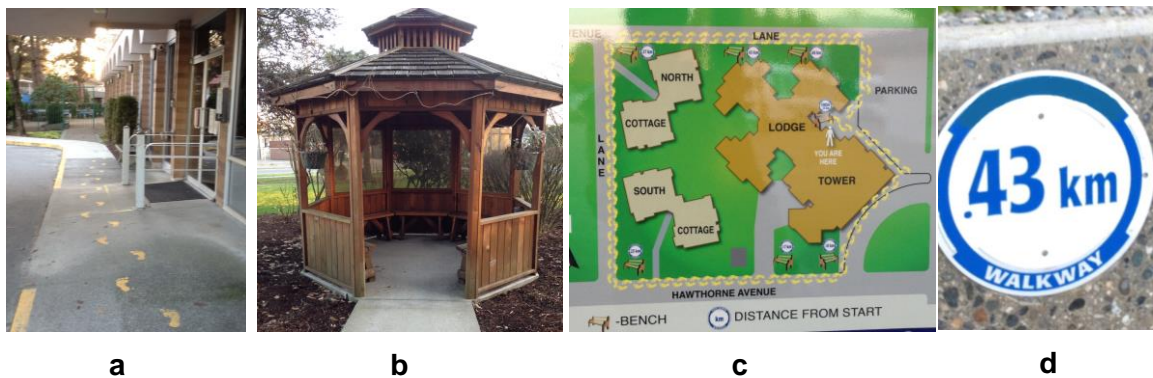 AVENUE
LANE
NORTH
COTTAGE
LODGE
PARKING
LANE
YOU ARE
HERE
TOWER
SOUTH
COTTAGE
HAWTHORNE AVENUE
-BENCH
km
DISTANCE FROM START
.43 km
WALKWAY
a
b
c
d